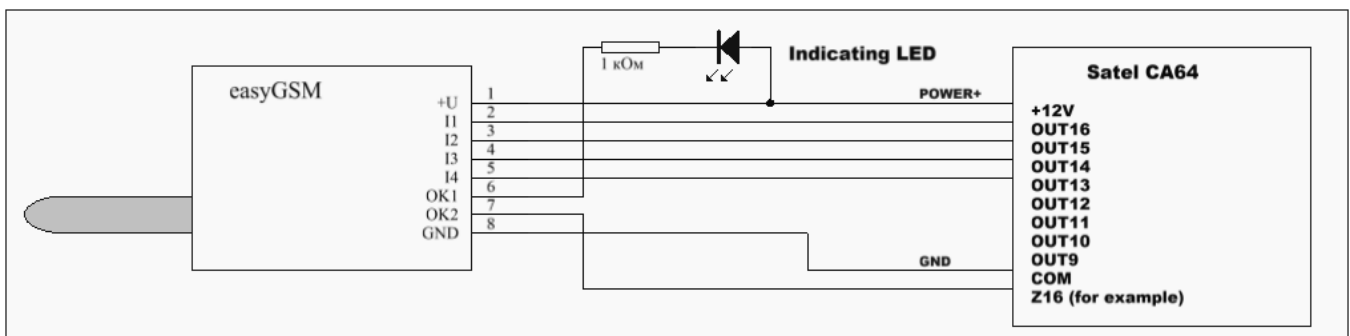 easyGSM
+U
I1
I2
I3
I4
OK1
OK2
GND
1
2
3
4
5
6
7
8
1 кОм
Indicating LED
POWER+
GND
Satel CA64
+12V
OUT16
OUT15
OUT14
OUT13
OUT12
OUT11
OUT10
OUT9
COM
Z16 (for example)